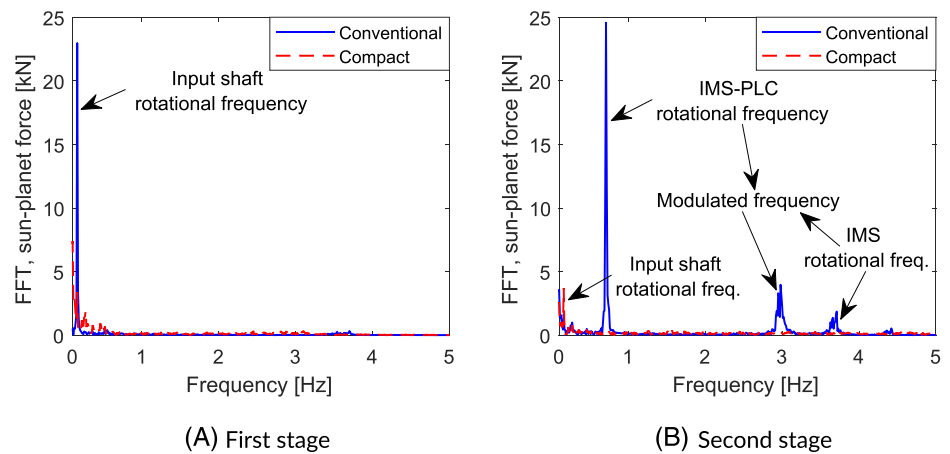 25
20
15
10
5
0
0
1
2
3
4
5
FFT, sun-planet force [kN]
Frequency [Hz]
Conventional
Compact
Input shaft
rotational frequency
(A) First stage
25
20
15
10
5
0
0
1
2
3
4
5
FFT, sun-planet force [kN]
Frequency [Hz]
Conventional
Compact
IMS-PLC
rotational frequency
Modulated frequency
IMS
rotational freq.
Input shaft
rotational freq.
(B) Second stage